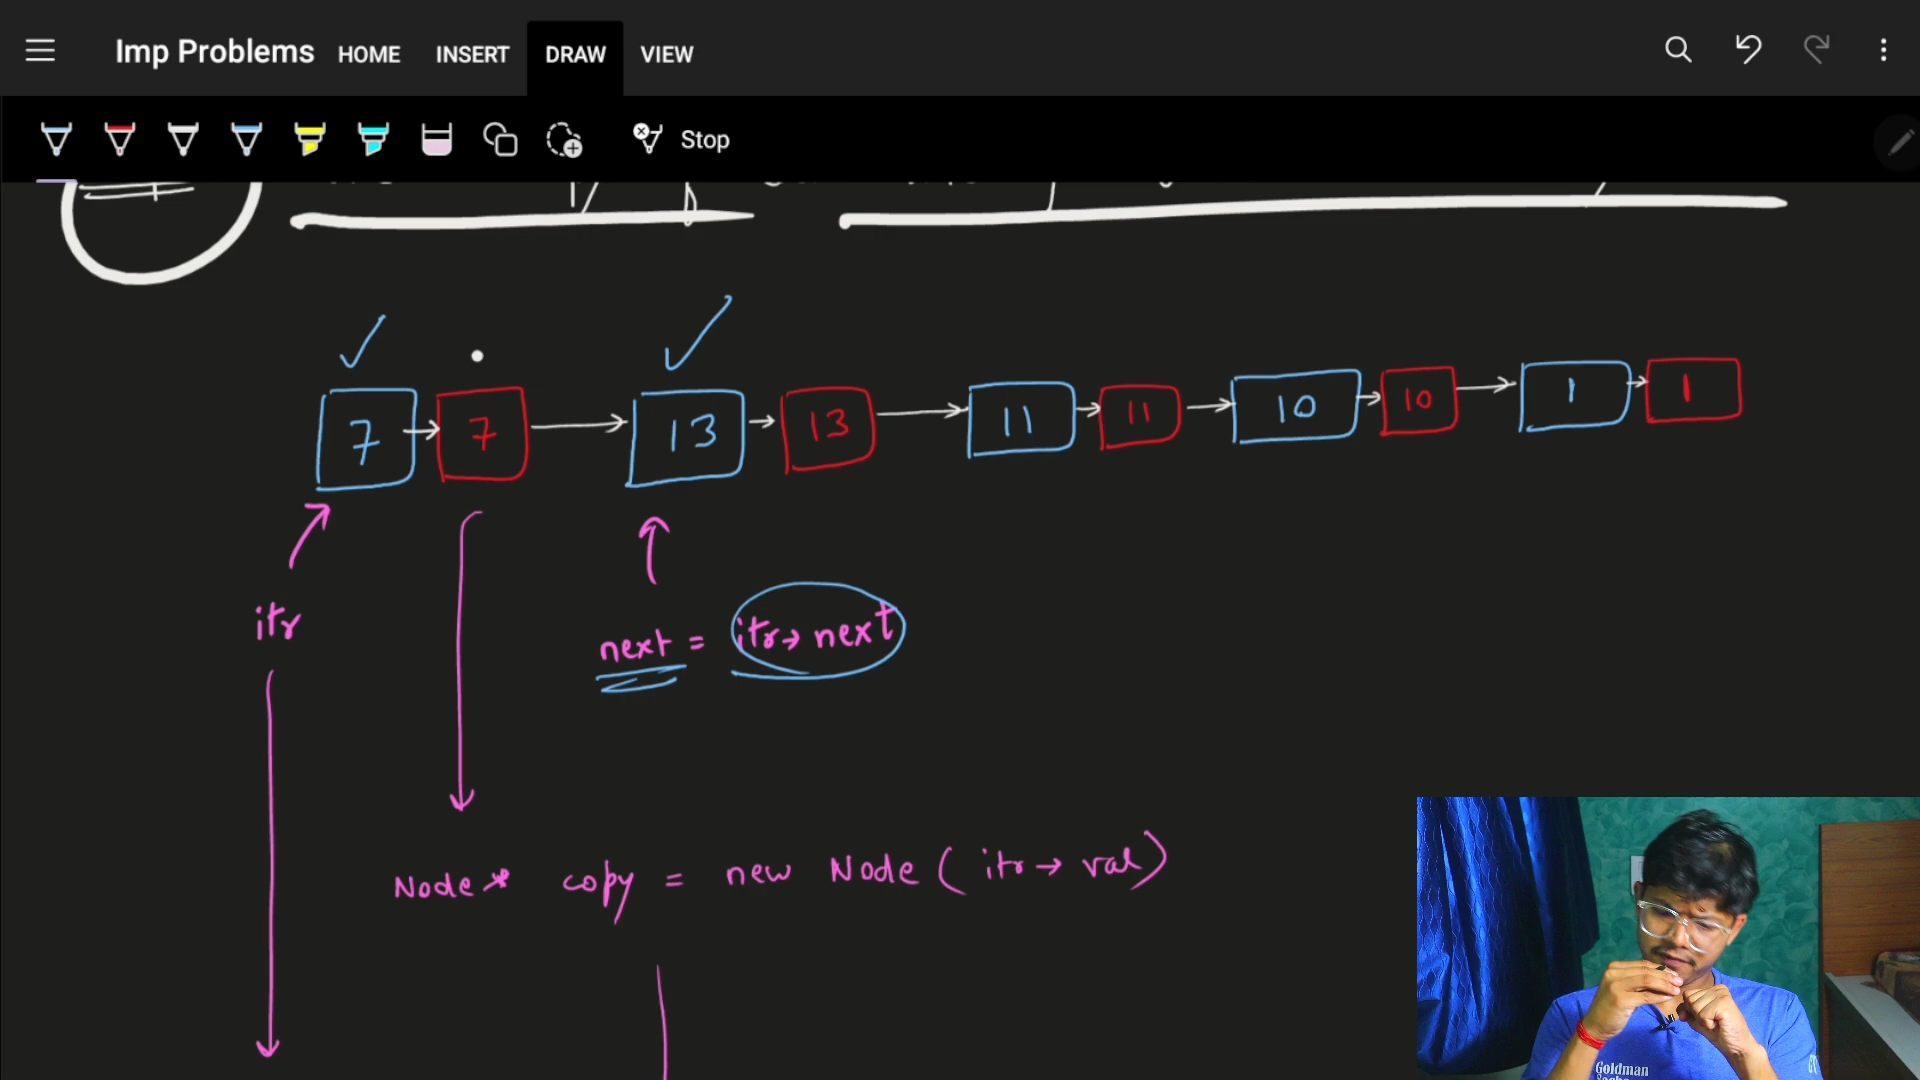 Imp Problems HOME INSERT DRAW VIEW
Stop
7 7 13 13 11 11 10 10 1 1
itr
next = itr→ next
Node* copy = new Node ( itr → val)
Goldman